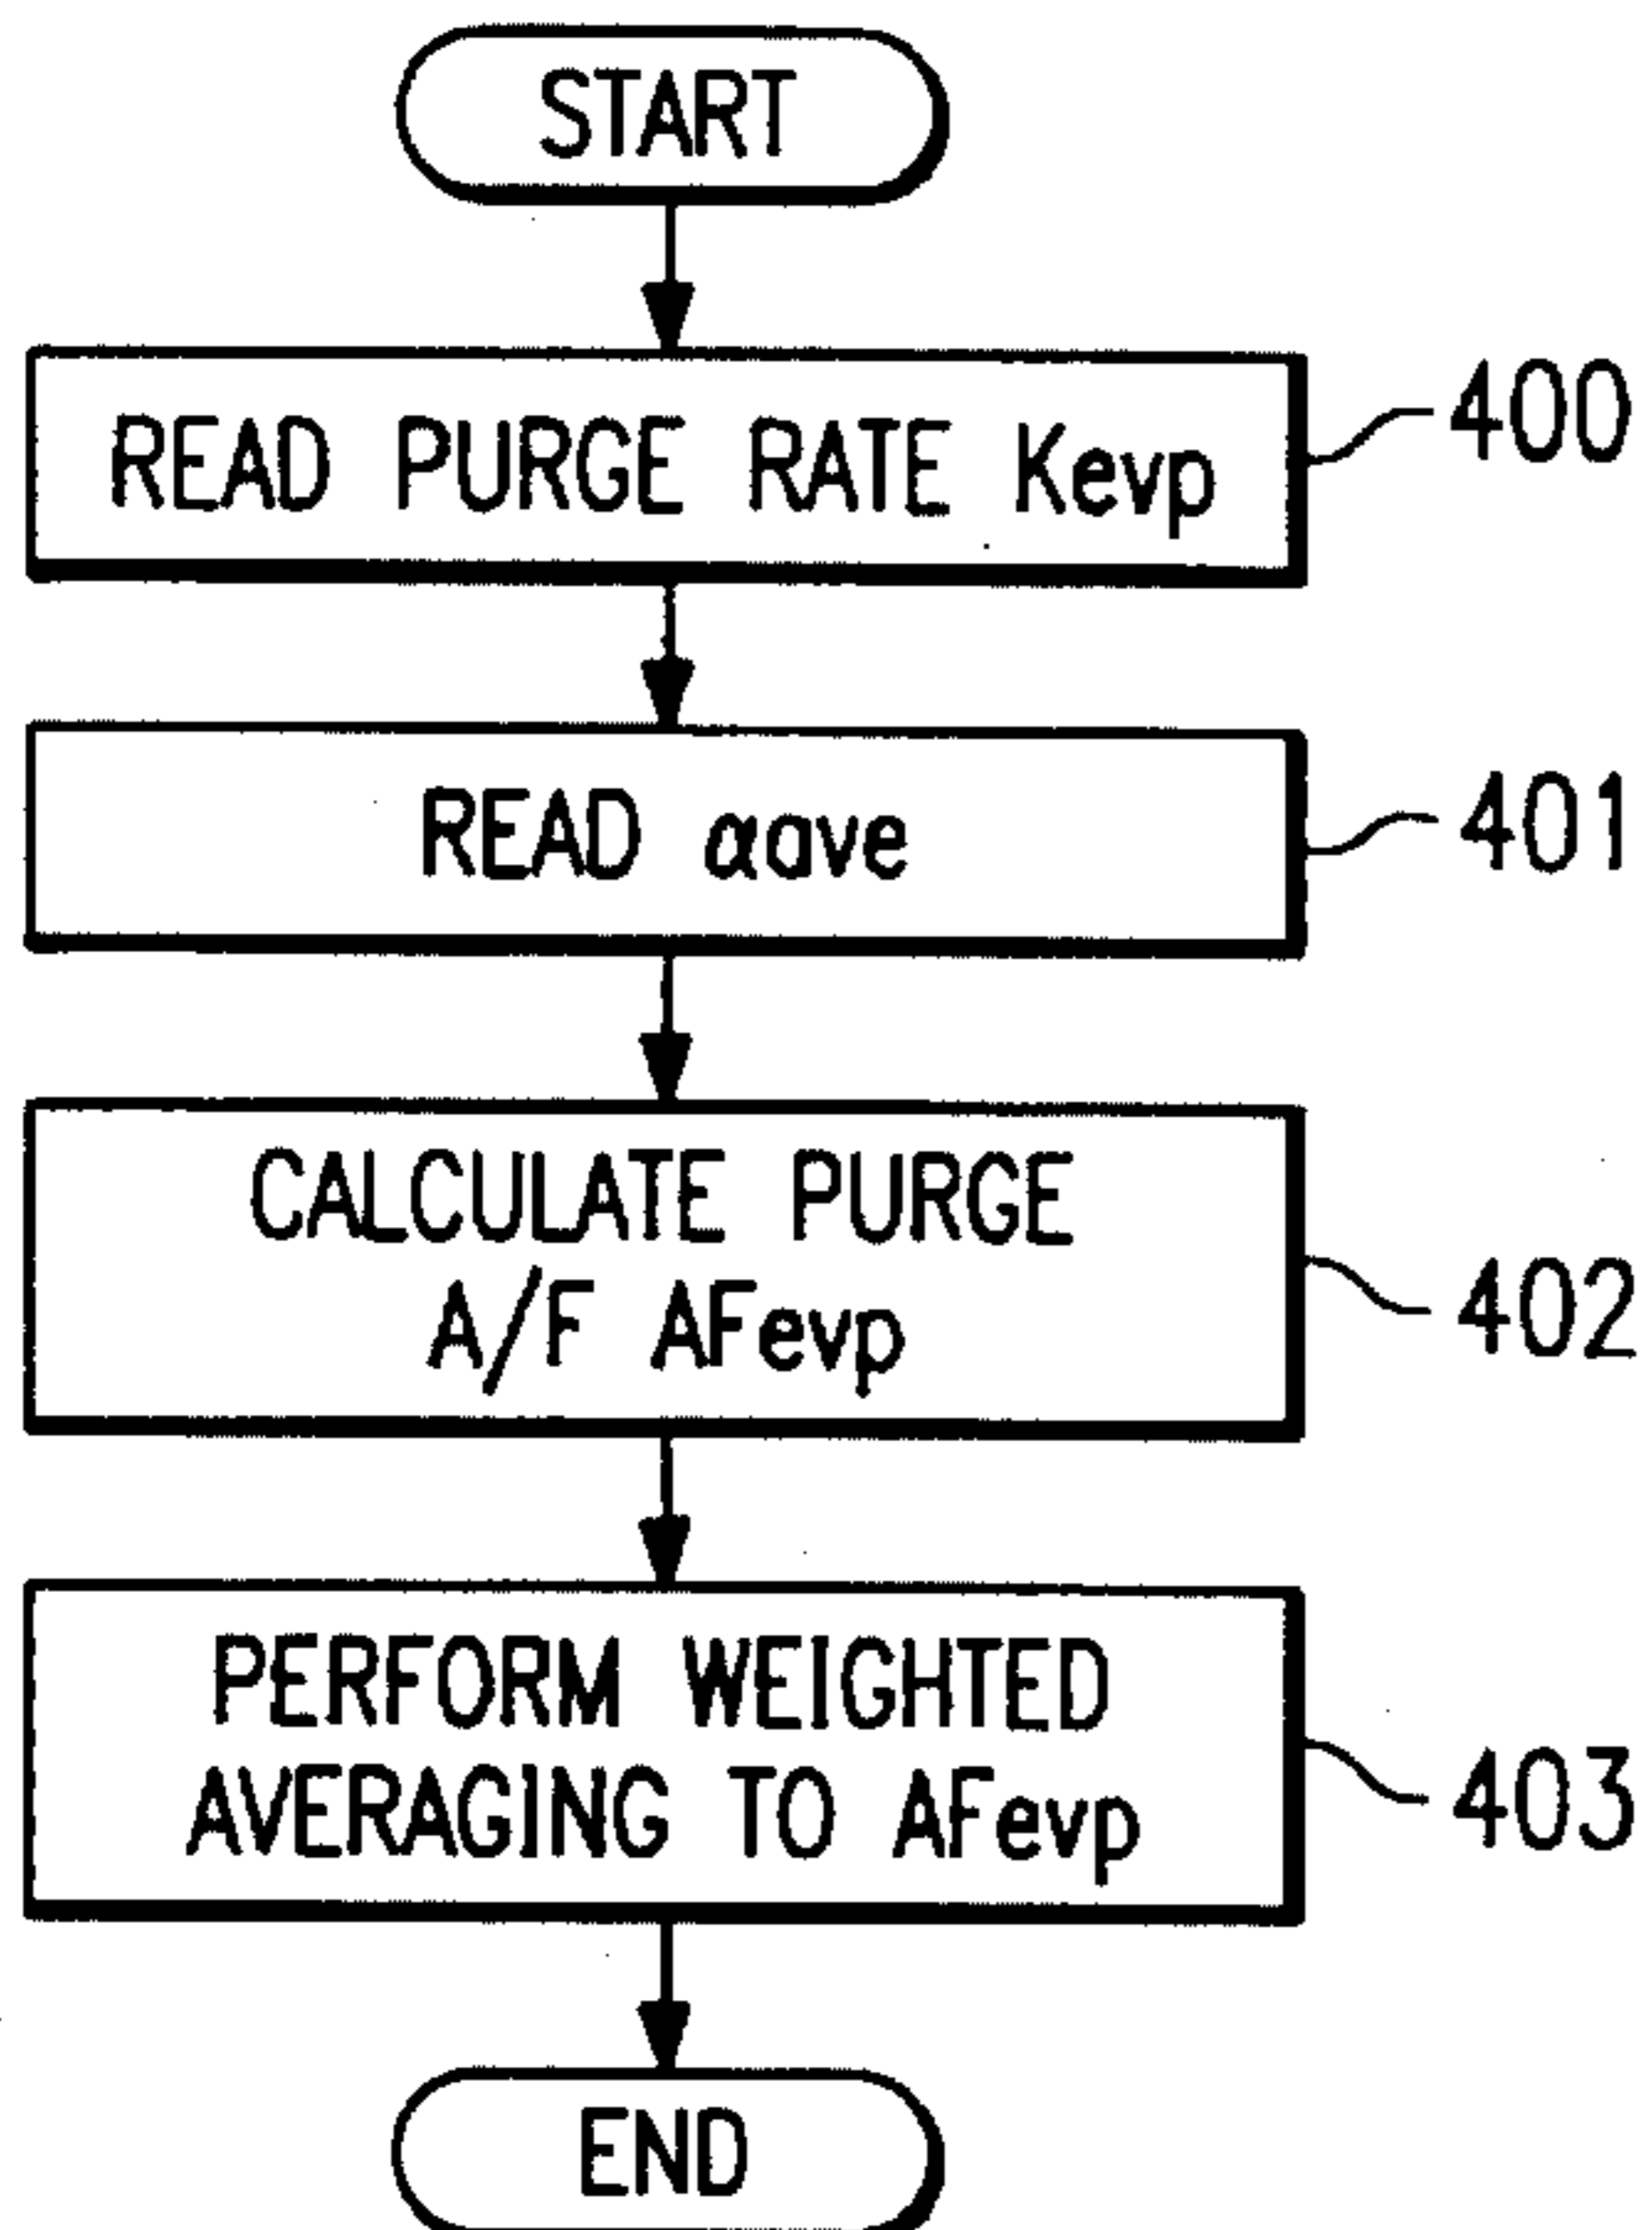 START
READ PURGE RATE Kevp
400
READ αave
401
CALCULATE PURGE
A/F AFevp
402
PERFORM WEIGHTED
AVERAGING TO AFevp
403
END